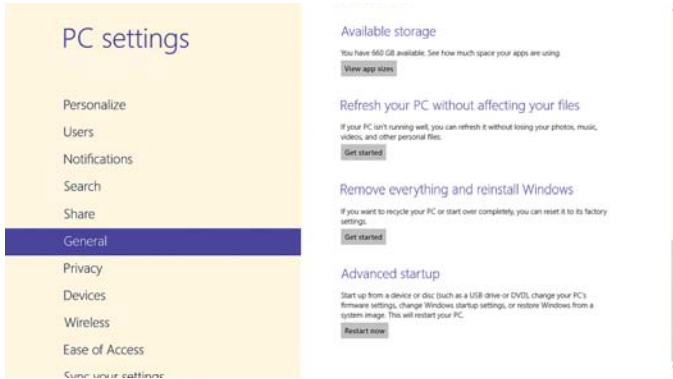 PC settings
Personalize
Users
Notifications
Search
Share
General
Privacy
Devices
Wireless
Ease of Access
Sync your settings
Available storage
You have 660 GB available. See how much space your apps are using.
View app sizes
Refresh your PC without affecting your files
If your PC isn't running well, you can refresh it without losing your photos, music,
videos, and other personal files.
Get started
Remove everything and reinstall Windows
If you want to recycle your PC or start over completely, you can reset it to its factory
settings.
Get started
Advanced startup
Start up from a device or disc (such as a USB drive or DVD), change your PC's
firmware settings, change Windows startup settings, or restore Windows from a
system image. This will restart your PC.
Restart now